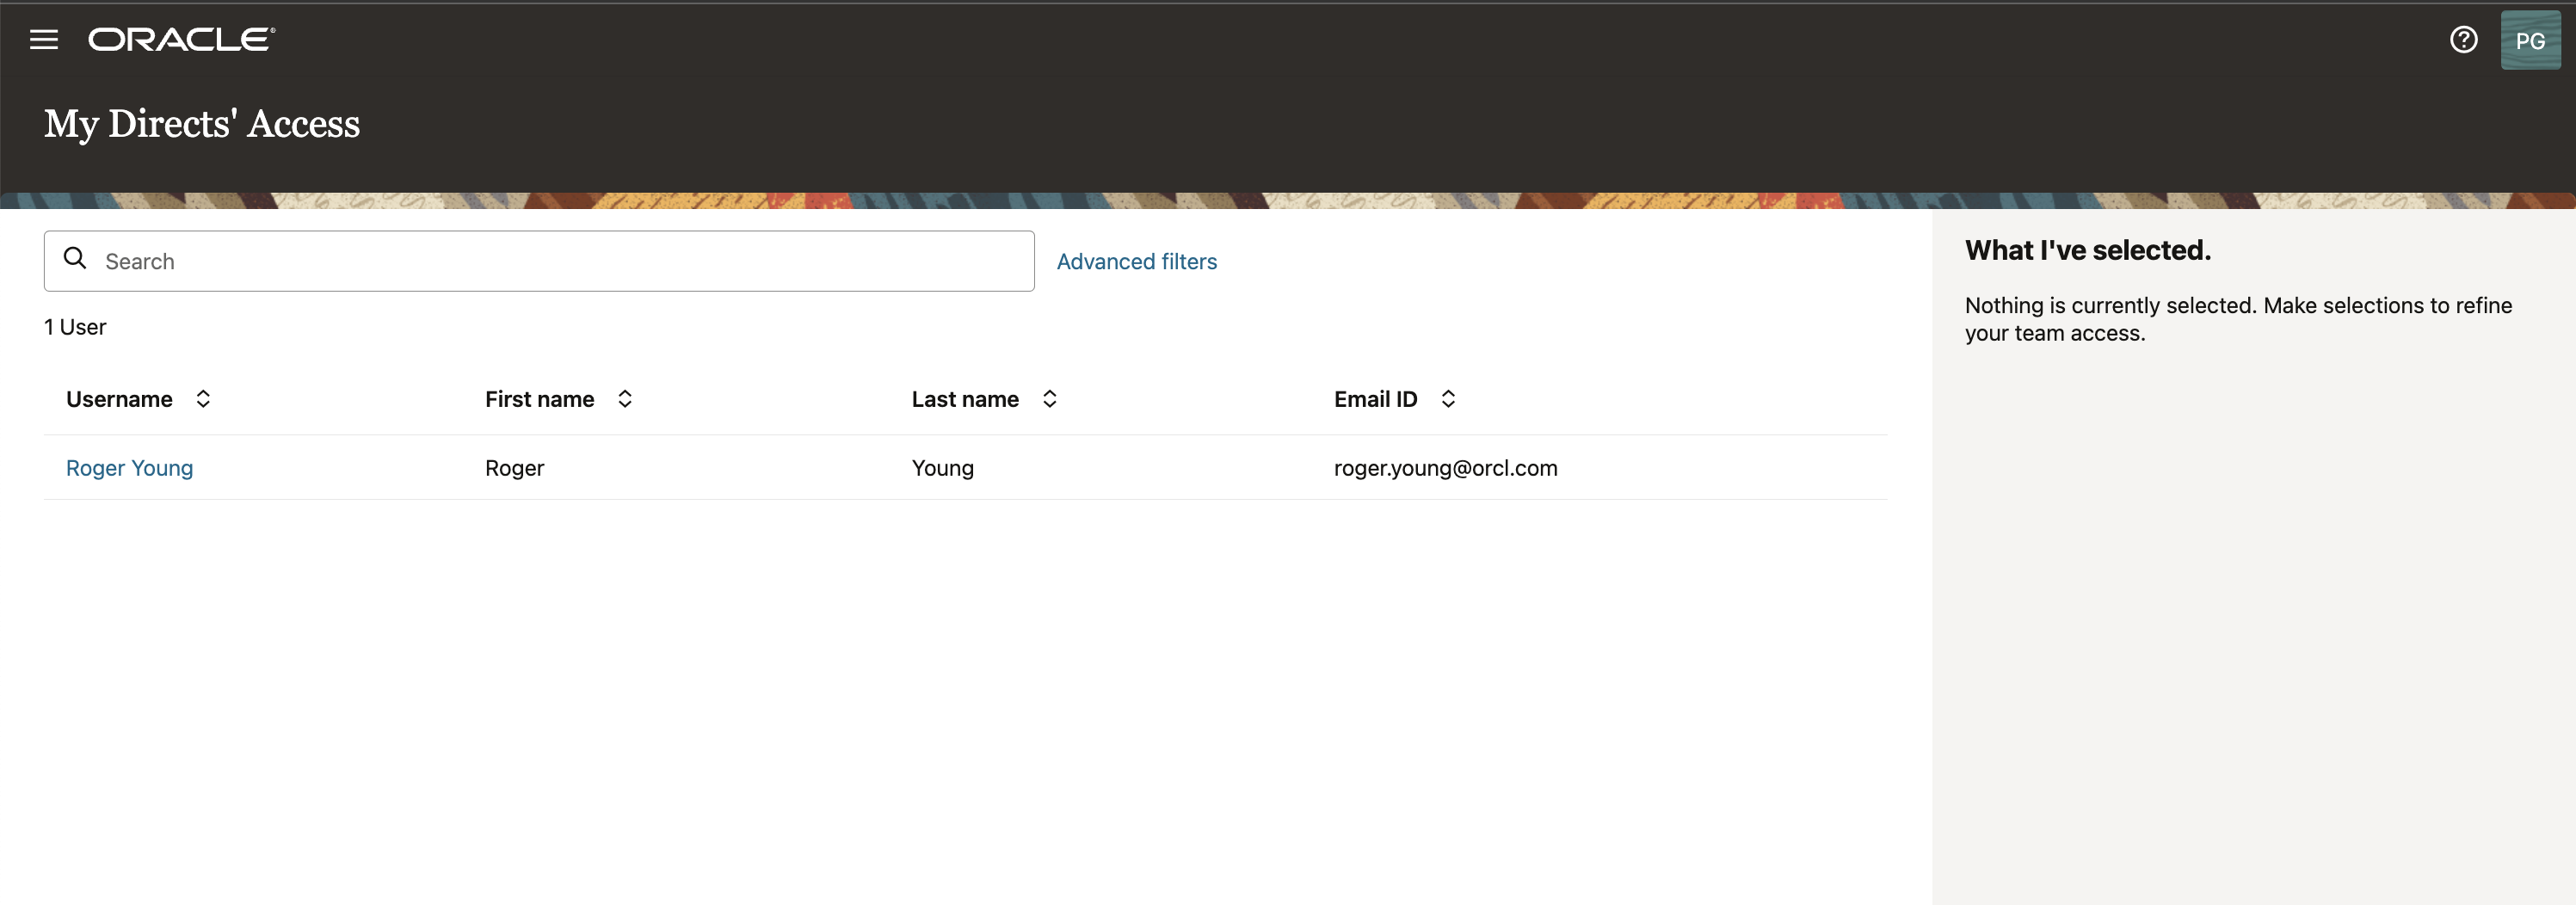 ORACLE
PG
My Directs' Access
Search
Advanced filters
1 User
Username First name Last name Email ID
Roger Young Roger Young roger.young@orcl.com
What I've selected.
Nothing is currently selected. Make selections to refine
your team access.